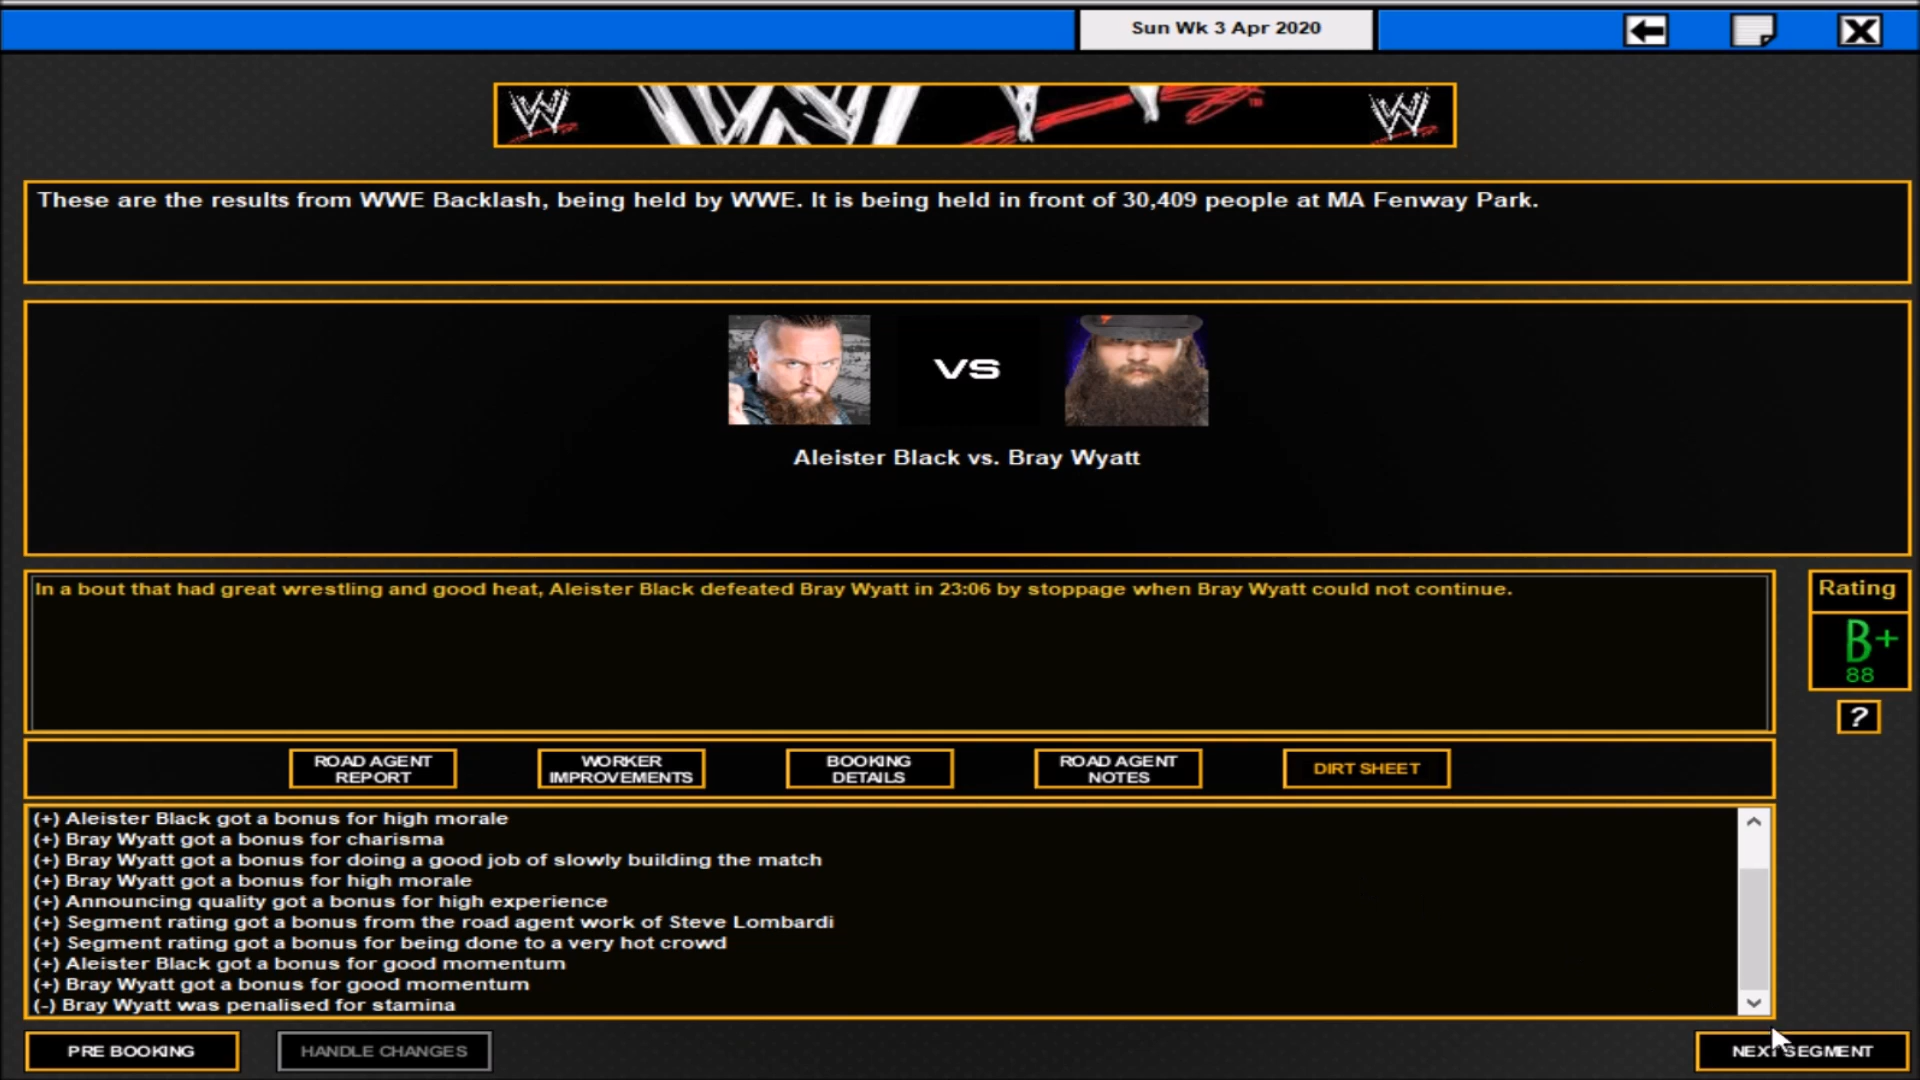 Sun Wk 3 Apr 2020
These are the results from WWE Backlash, being held by WWE. It is being held in front of 30,409 people at MA Fenway Park.
VS
Aleister Black vs. Bray Wyatt
In a bout that had great wrestling and good heat, Aleister Black defeated Bray Wyatt in 23:06 by stoppage when Bray Wyatt could not continue.
Rating
B+
88
?
ROAD AGENT REPORT
WORKER IMPROVEMENTS
BOOKING DETAILS
ROAD AGENT NOTES
DIRT SHEET
(+) Aleister Black got a bonus for high morale
(+) Bray Wyatt got a bonus for charisma
(+) Bray Wyatt got a bonus for doing a good job of slowly building the match
(+) Bray Wyatt got a bonus for high morale
(+) Announcing quality got a bonus for high experience
(+) Segment rating got a bonus from the road agent work of Steve Lombardi
(+) Segment rating got a bonus for being done to a very hot crowd
(+) Aleister Black got a bonus for good momentum
(+) Bray Wyatt got a bonus for good momentum
(-) Bray Wyatt was penalised for stamina
PRE BOOKING
HANDLE CHANGES
NEXT SEGMENT